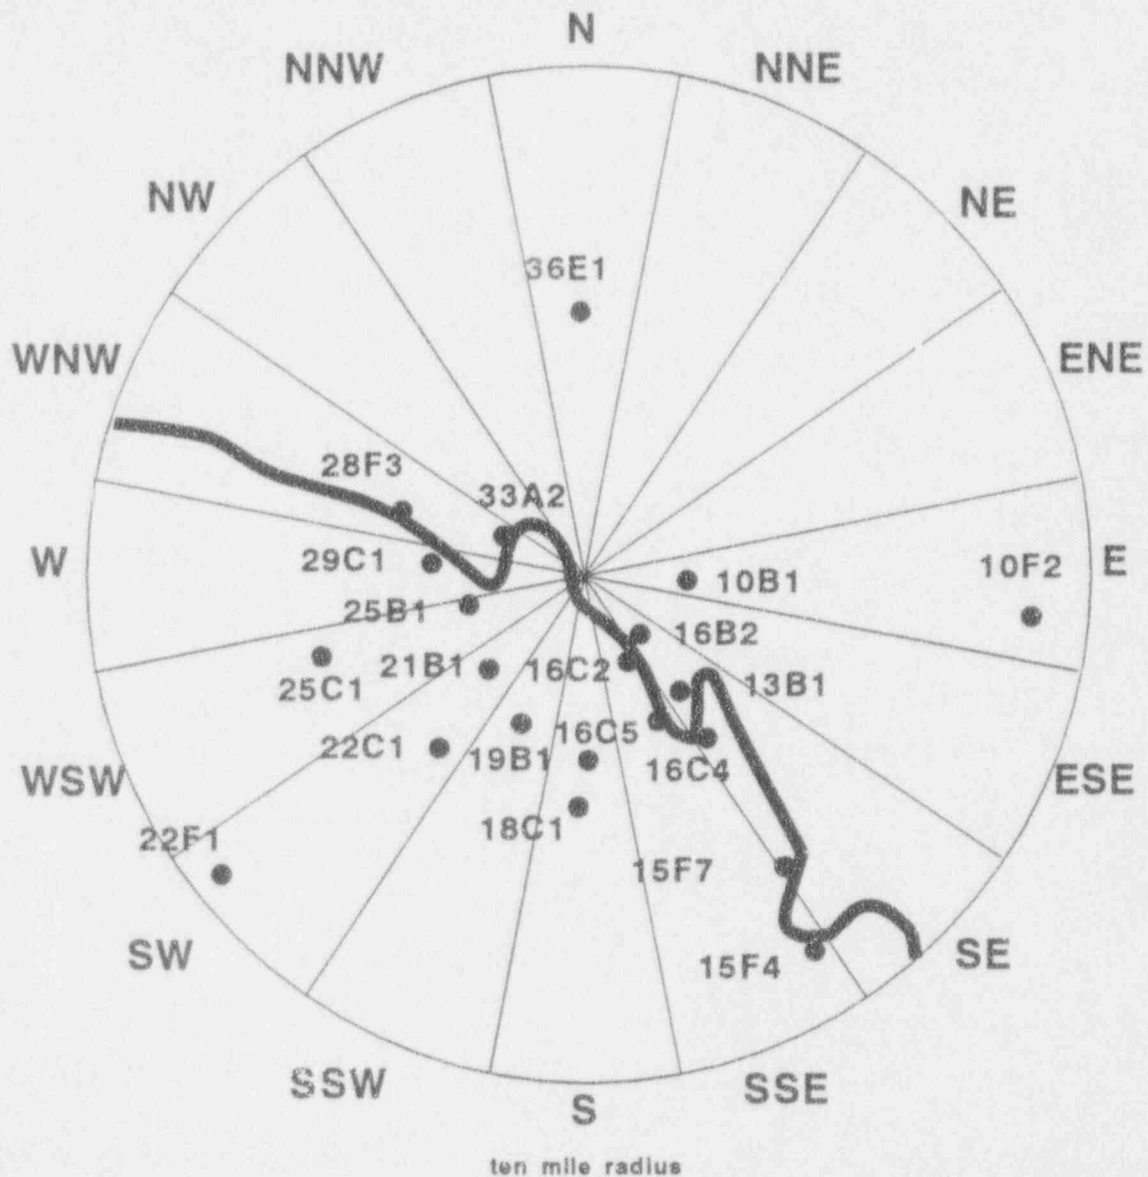 N
NNW
NNE
NW
NE
36E1
WNW
ENE
28F3
33A2
W
29C1
10B1
10F2
E
25B1
16B2
21B1
16C2
13B1
25C1
22C1
19B1
16C5
16C4
WSW
ESE
18C1
22F1
15F7
SW
15F4
SE
SSW
S
SSE
ten mile radius